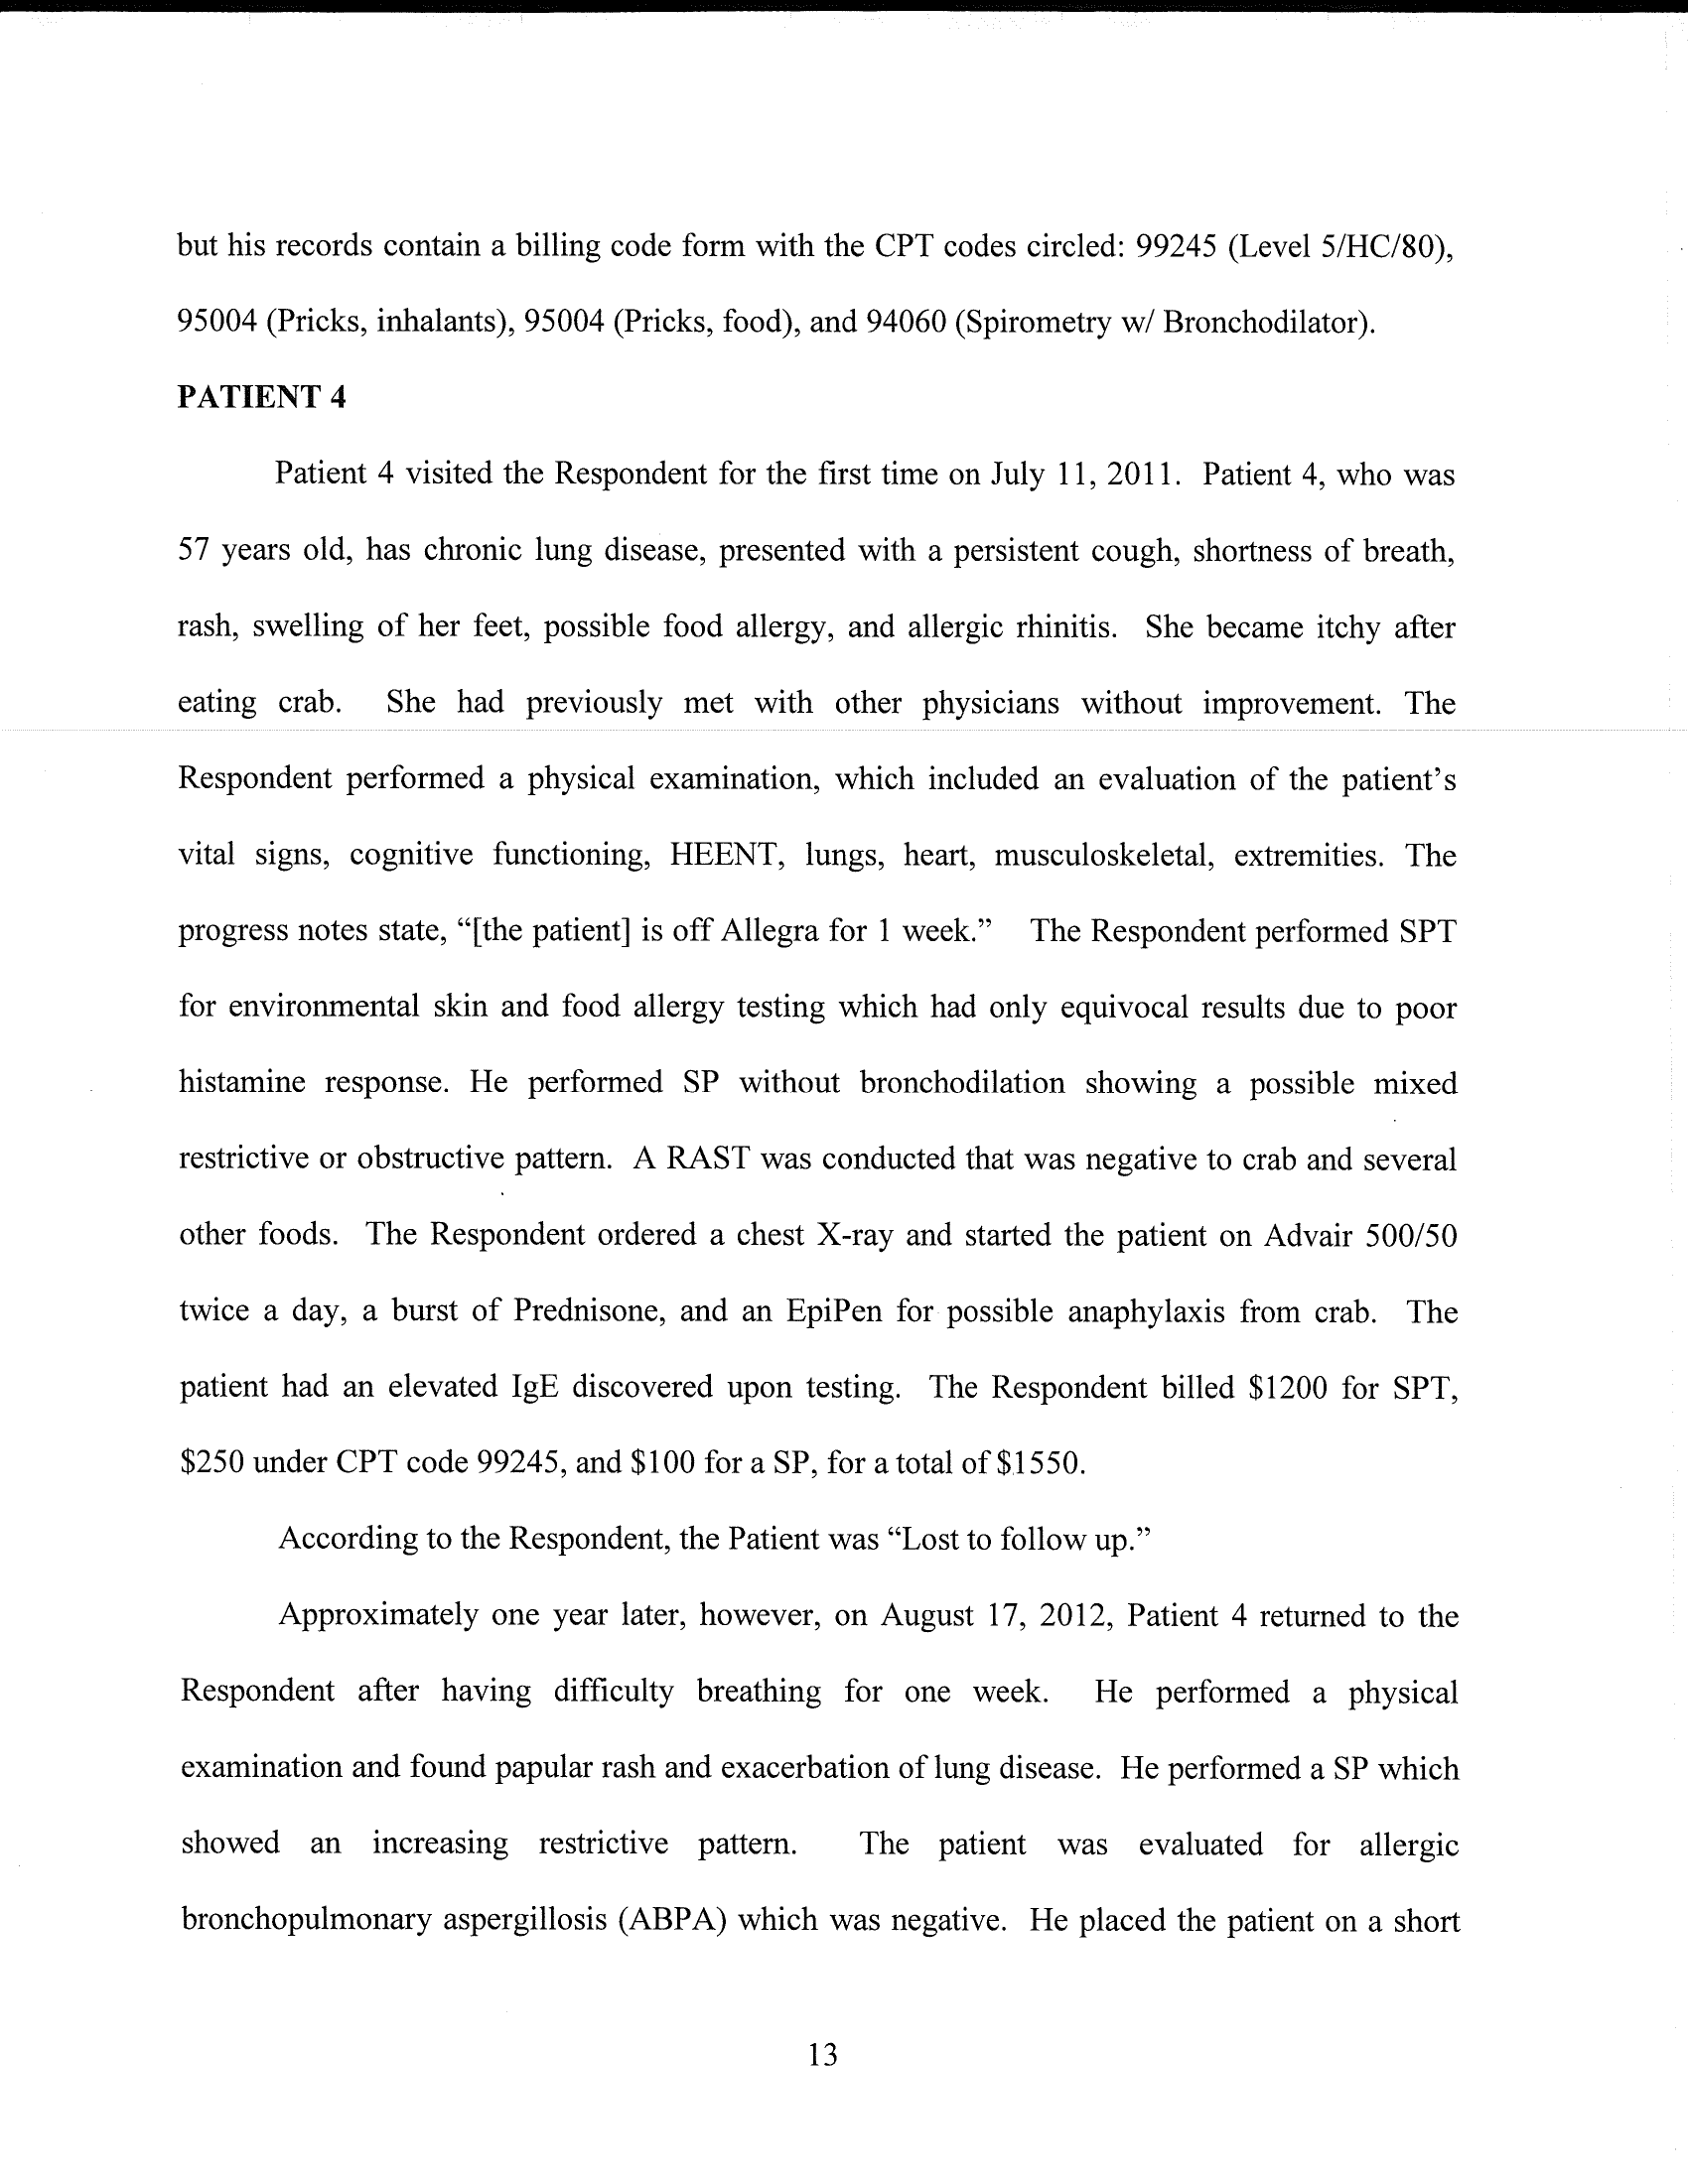 but his records contain a billing code form with the CPT codes circled: 99245 (Level 5/HC/80),
95004 (Pricks, inhalants), 95004 (Pricks, food), and 94060 (Spirometry w/ Bronchodilator).
PATIENT 4
Patient 4 visited the Respondent for the first time on July 11, 2011. Patient 4, who was
57 years old, has chronic lung disease, presented with a persistent cough, shortness of breath,
rash, swelling of her feet, possible food allergy, and allergic rhinitis. She became itchy after
eating crab. She had previously met with other physicians without improvement. The
Respondent performed a physical examination, which included an evaluation of the patient's
vital signs, cognitive functioning, HEENT, lungs, heart, musculoskeletal, extremities. The
progress notes state, “[the patient] is off Allegra for 1 week.” The Respondent performed SPT
for environmental skin and food allergy testing which had only equivocal results due to poor
histamine response. He performed SP without bronchodilation showing a possible mixed
restrictive or obstructive pattern. A RAST was conducted that was negative to crab and several
other foods. The Respondent ordered a chest X-ray and started the patient on Advair 500/50
twice a day, a burst of Prednisone, and an EpiPen for possible anaphylaxis from crab. The
patient had an elevated IgE discovered upon testing. The Respondent billed $1200 for SPT,
$250 under CPT code 99245, and $100 for a SP, for a total of $1550.
According to the Respondent, the Patient was “Lost to follow up.”
Approximately one year later, however, on August 17, 2012, Patient 4 returned to the
Respondent after having difficulty breathing for one week. He performed a physical
examination and found papular rash and exacerbation of lung disease. He performed a SP which
showed an increasing restrictive pattern. The patient was evaluated for allergic
bronchopulmonary aspergillosis (ABPA) which was negative. He placed the patient on a short
13